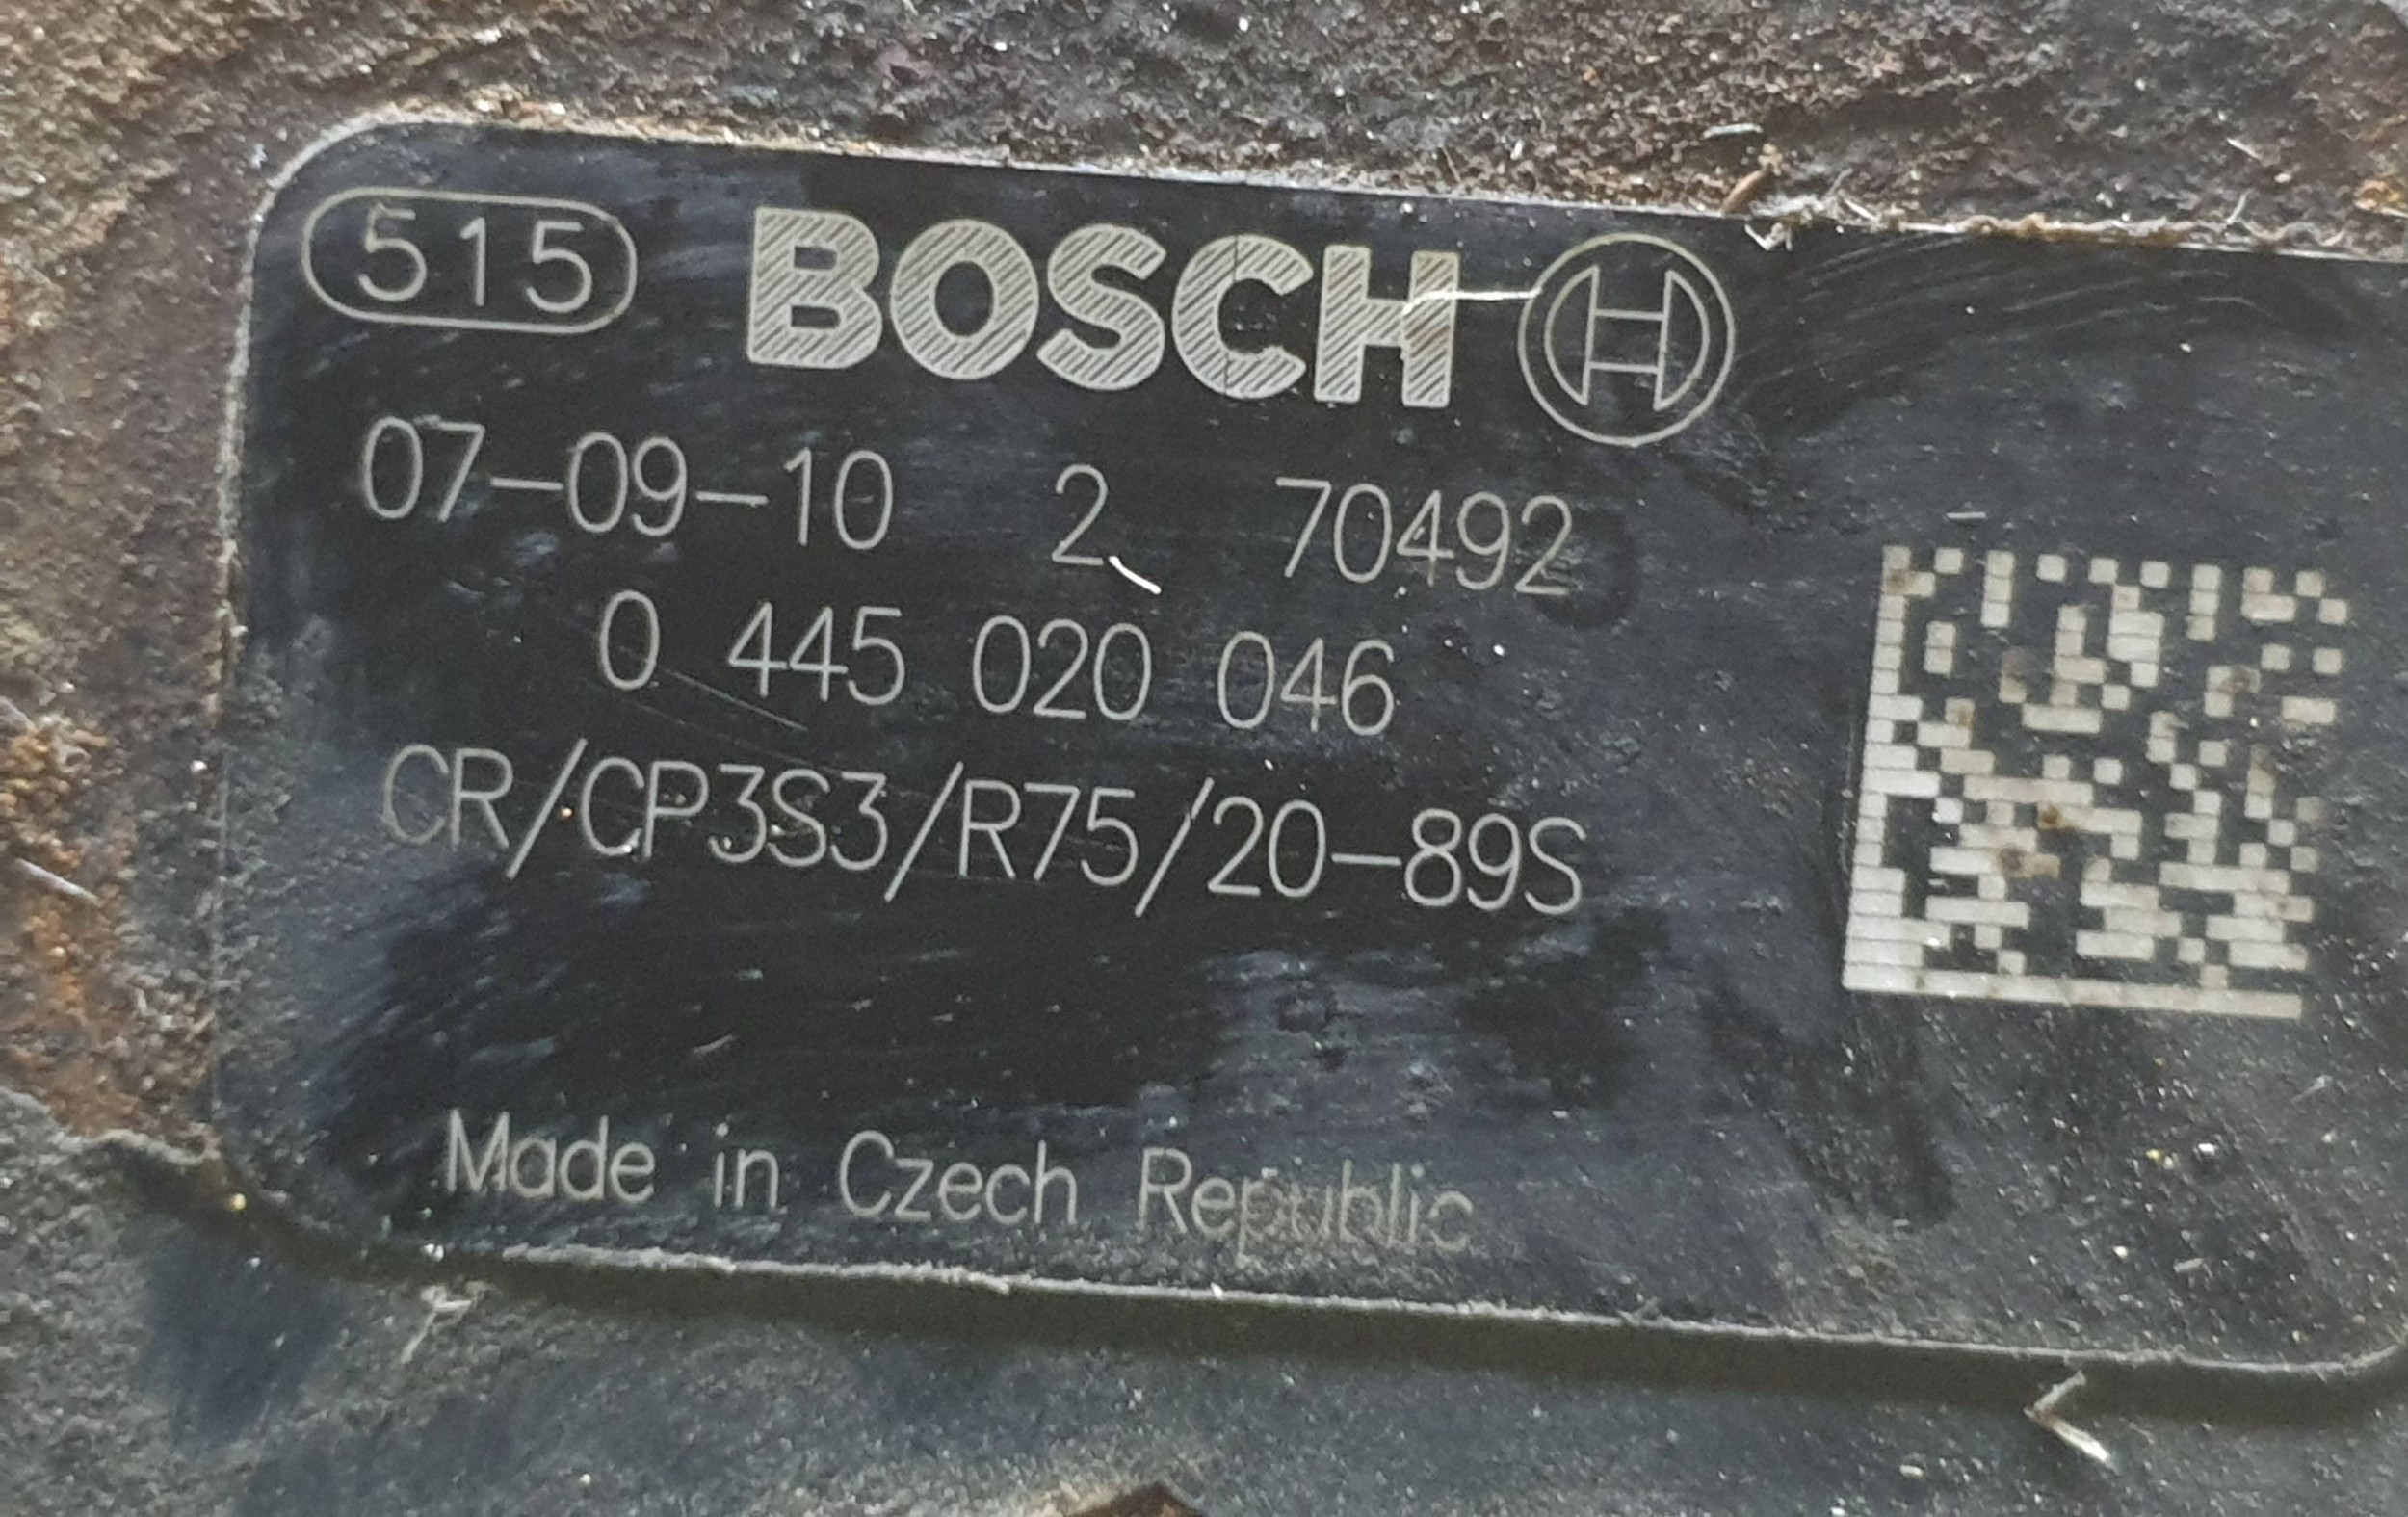 515 BOSCH
07-09-10 2 70492
0 445 020 046
CR/CP3S3/R75/20-89S
Made in Czech Republic